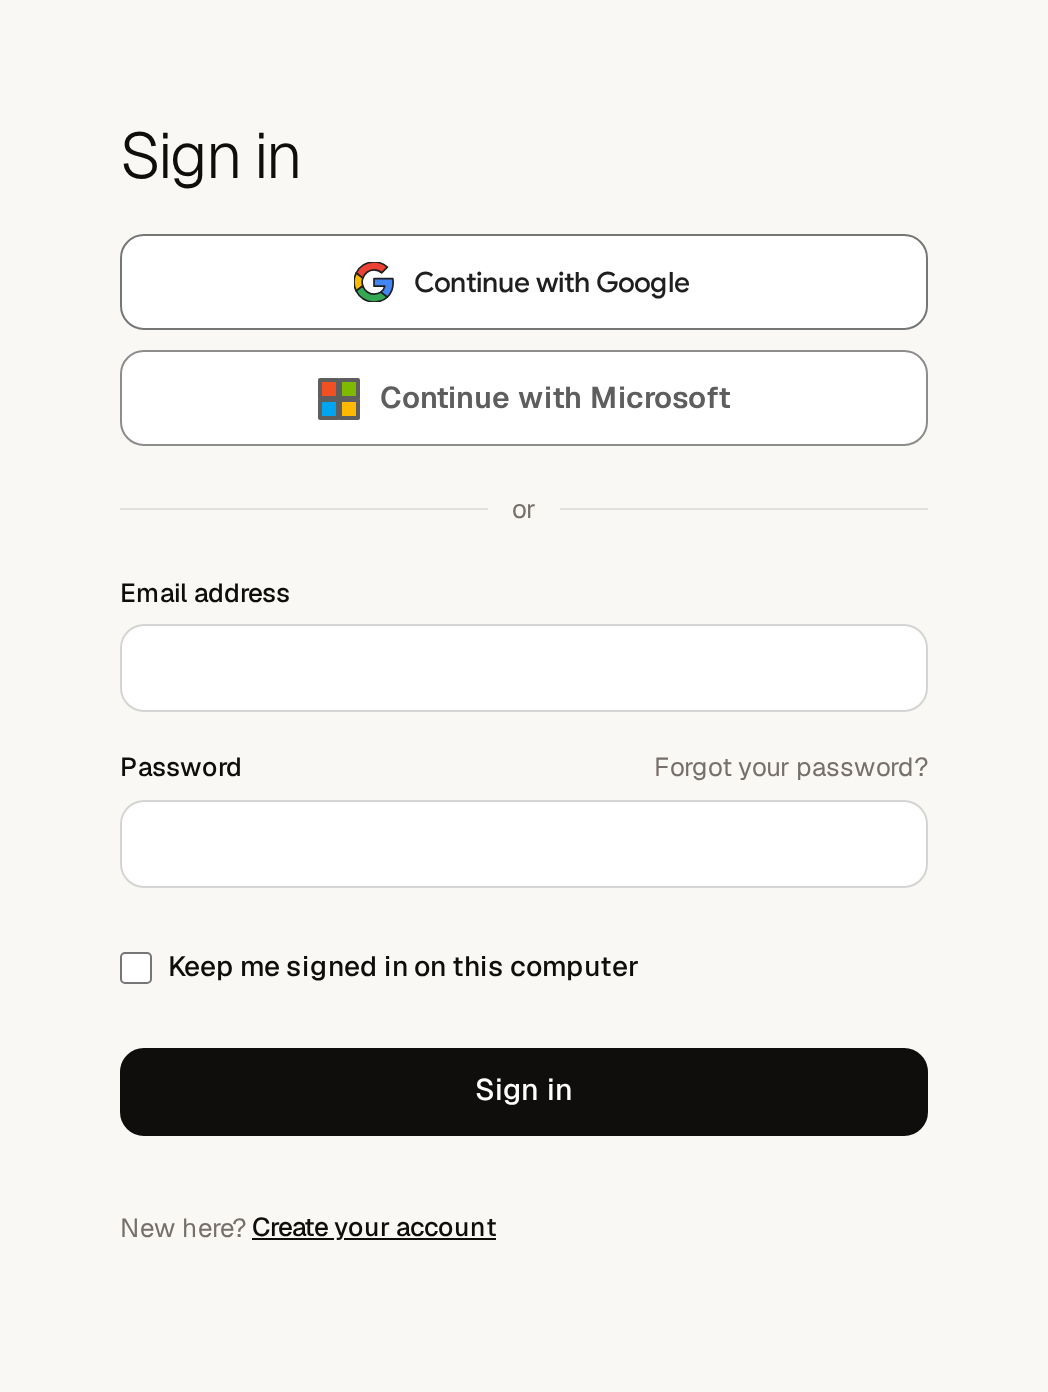 Sign in
Continue with Google
Continue with Microsoft
or
Email address
Password
Forgot your password?
Keep me signed in on this computer
Sign in
New here? Create your account